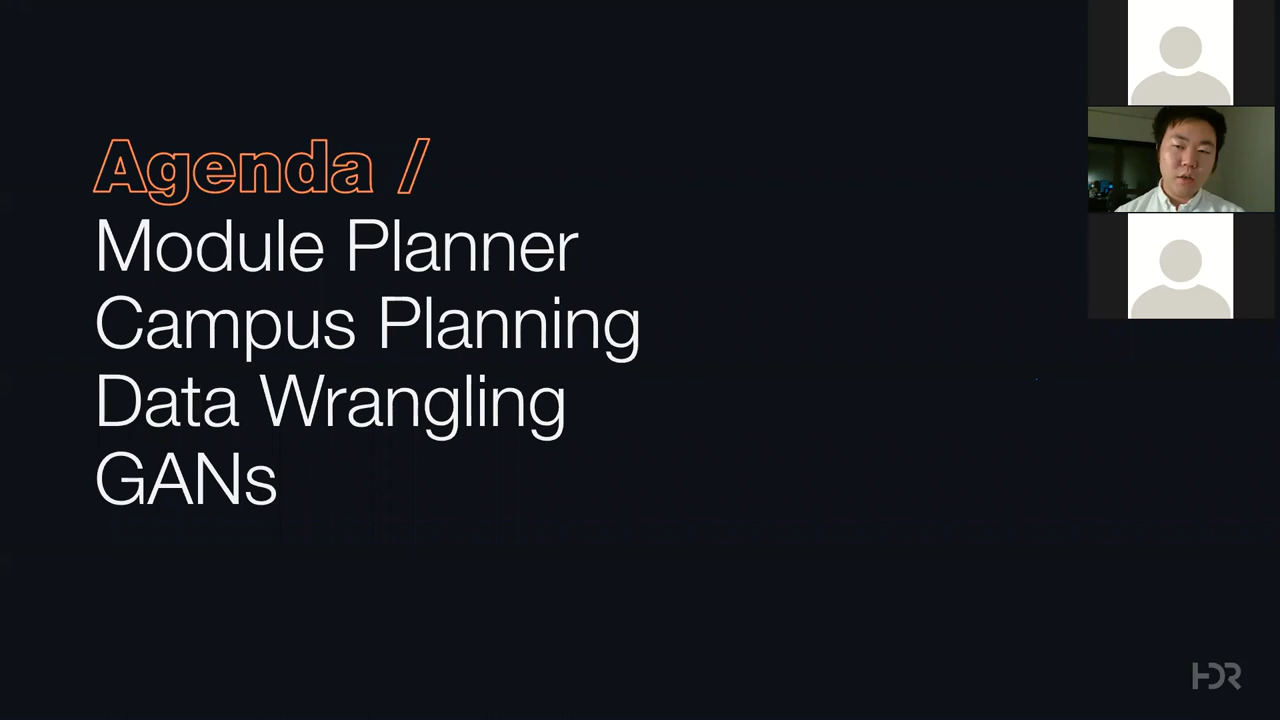 Agenda /
Module Planner
Campus Planning
Data Wrangling
GANs
HDR